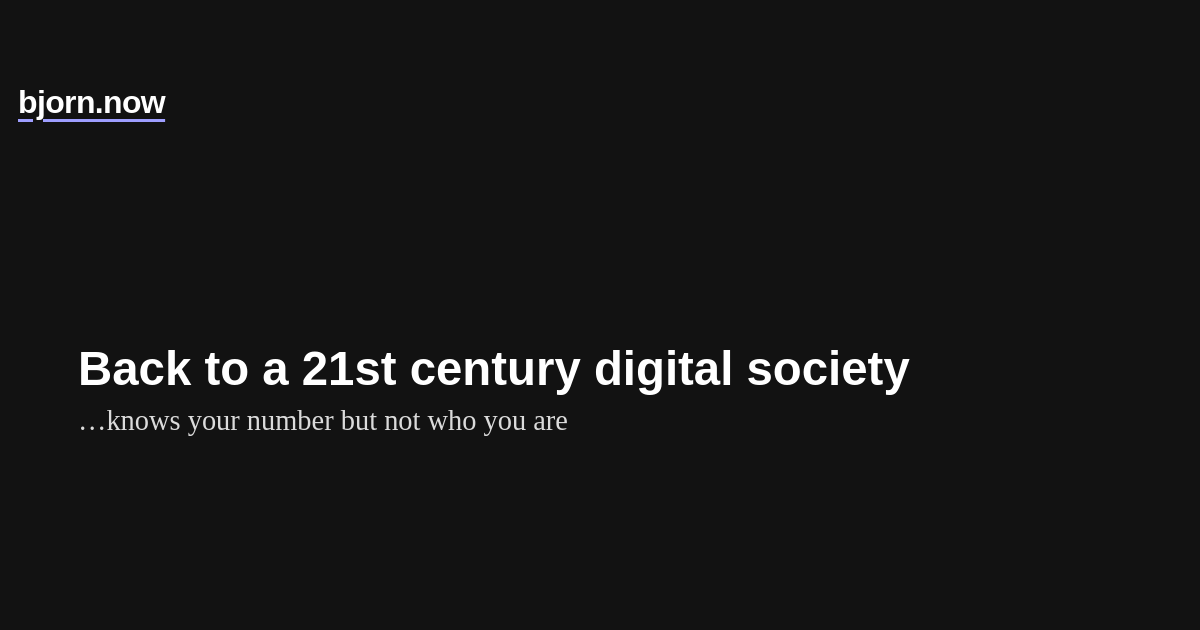 bjorn.now
Back to a 21st century digital society
…knows your number but not who you are